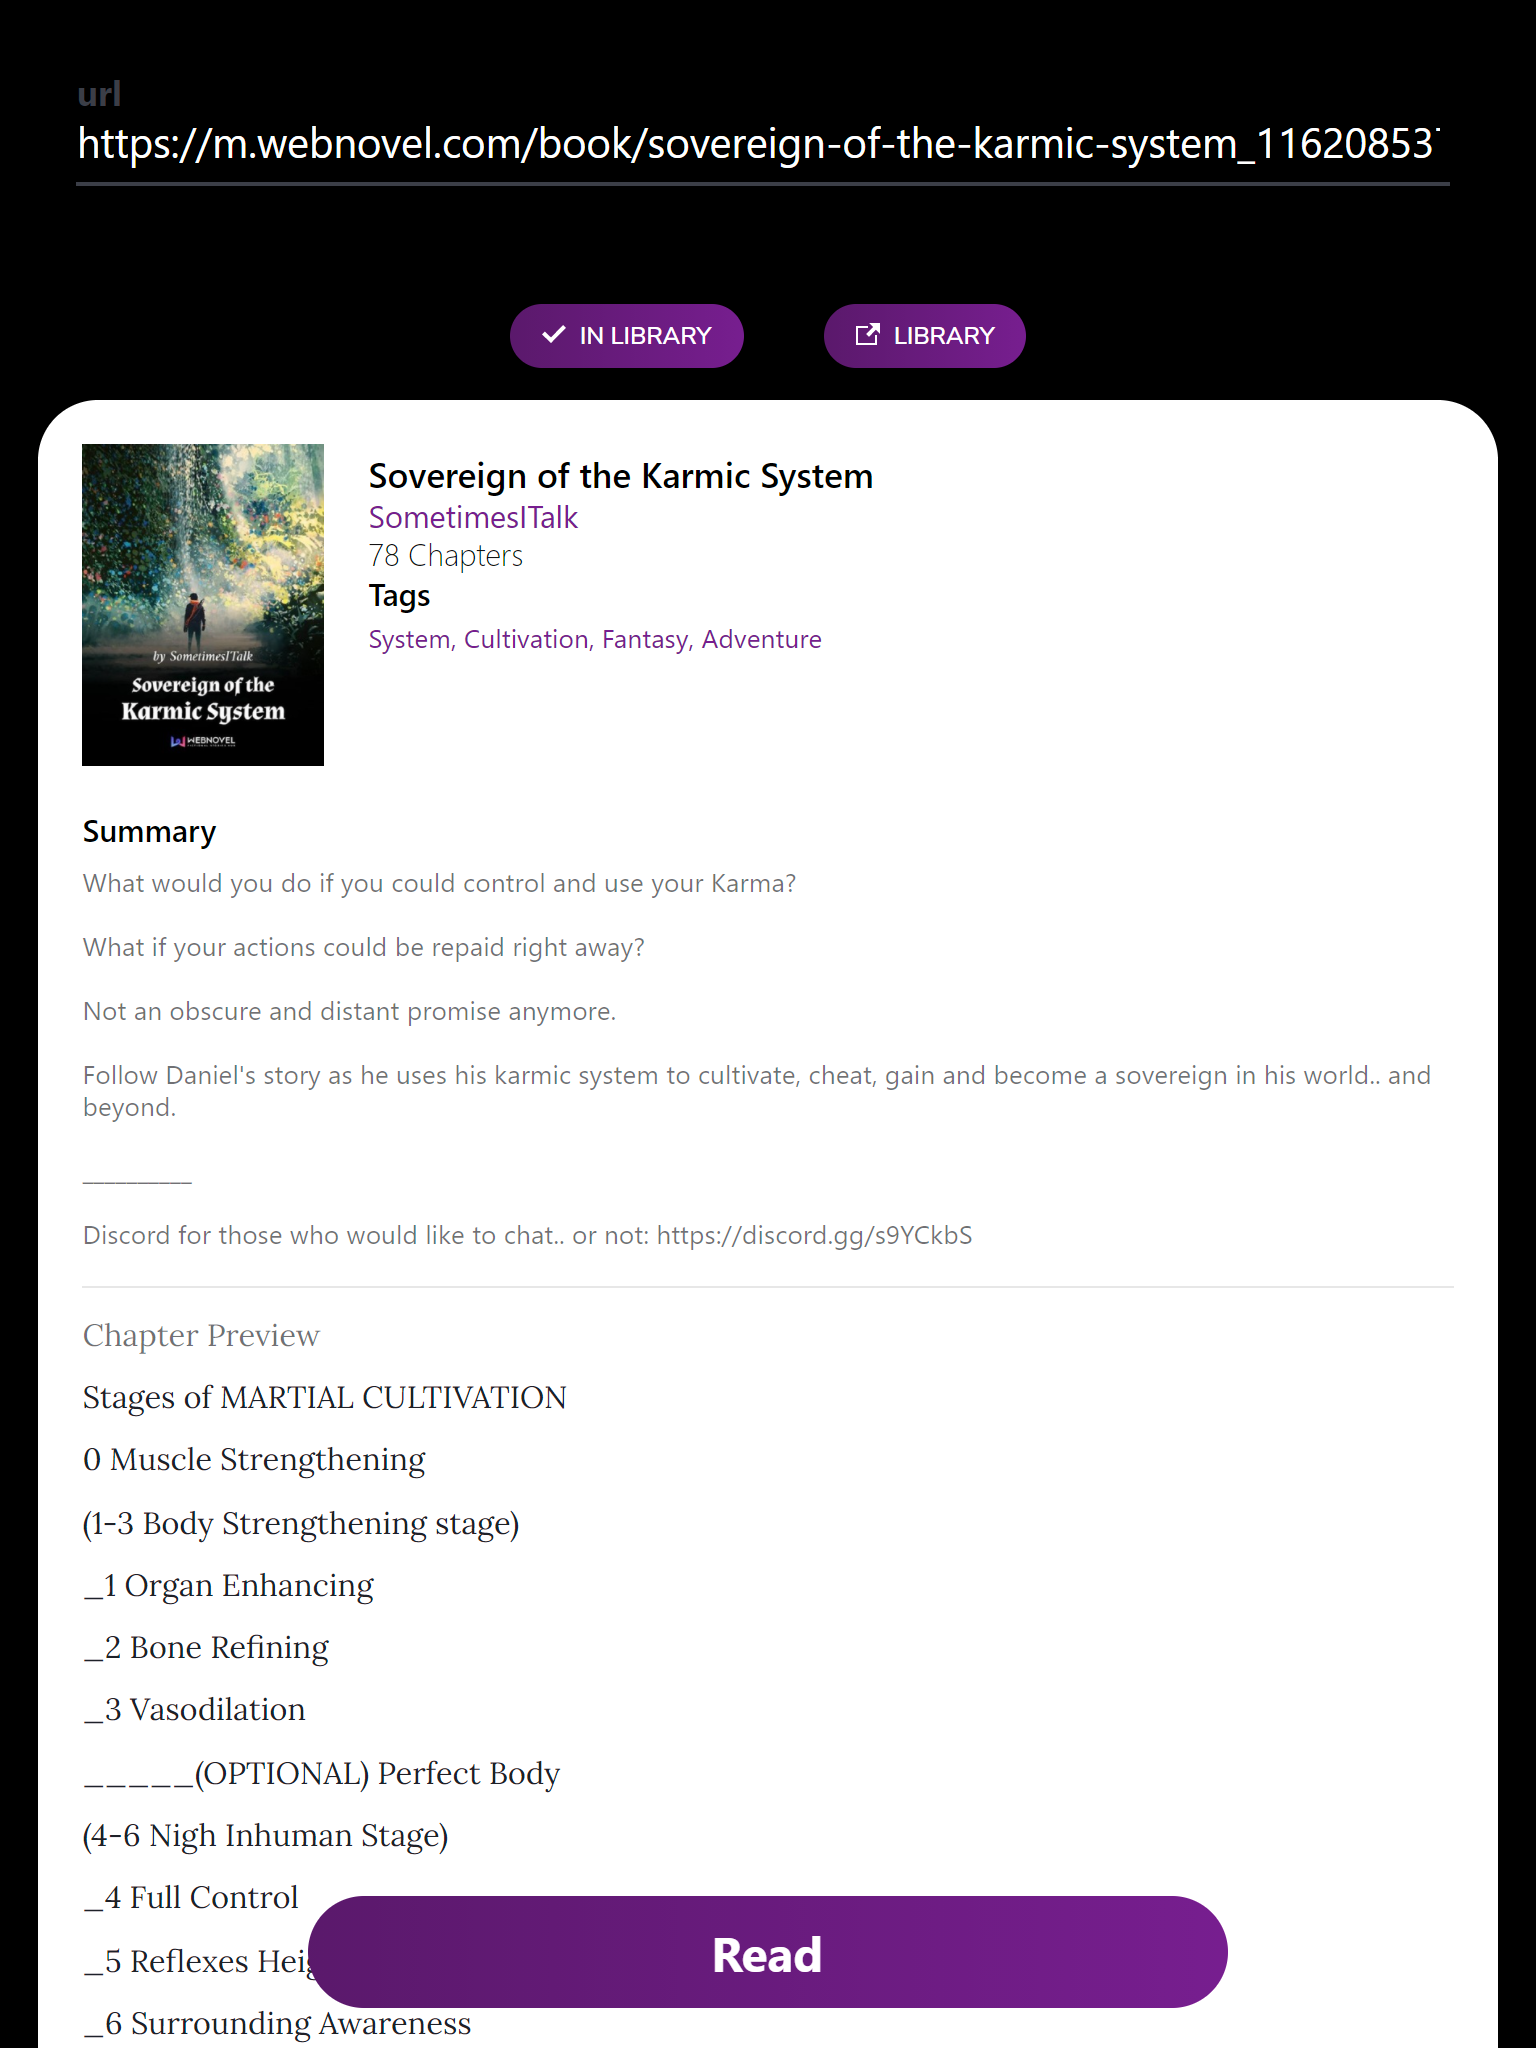 url
https://m.webnovel.com/book/sovereign-of-the-karmic-system_11620853
IN LIBRARY
LIBRARY
by SometimesITalk
Sovereign of the
Karmic System
WEBNOVEL
Sovereign of the Karmic System
SometimesITalk
78 Chapters
Tags
System, Cultivation, Fantasy, Adventure
Summary
What would you do if you could control and use your Karma?
What if your actions could be repaid right away?
Not an obscure and distant promise anymore.
Follow Daniel's story as he uses his karmic system to cultivate, cheat, gain and become a sovereign in his world.. and
beyond.
__________
Discord for those who would like to chat.. or not: https://discord.gg/s9YCkbS
Chapter Preview
Stages of MARTIAL CULTIVATION
0 Muscle Strengthening
(1-3 Body Strengthening stage)
_1 Organ Enhancing
_2 Bone Refining
_3 Vasodilation
_____(OPTIONAL) Perfect Body
(4-6 Nigh Inhuman Stage)
_4 Full Control
_5 Reflexes
Read
_6 Surrounding Awareness